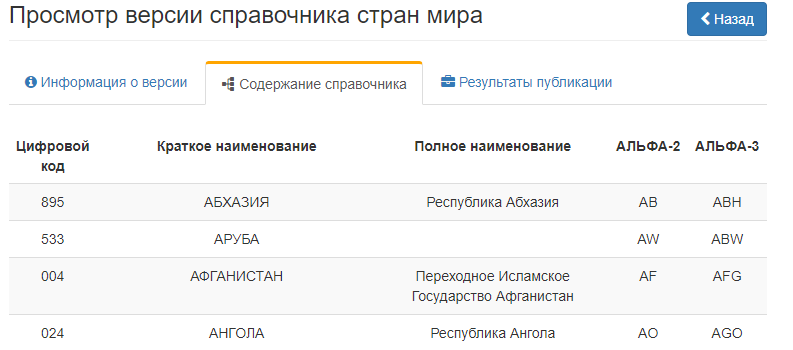 Просмотр версии справочника стран мира
Назад
Информация о версии
Содержание справочника
Результаты публикации
Цифровой код Краткое наименование Полное наименование АЛЬФА-2 АЛЬФА-3
895 АБХАЗИЯ Республика Абхазия AB ABH
533 АРУБА AW ABW
004 АФГАНИСТАН Переходное Исламское AF AFG
Государство Афганистан
024 АНГОЛА Республика Ангола AO AGO